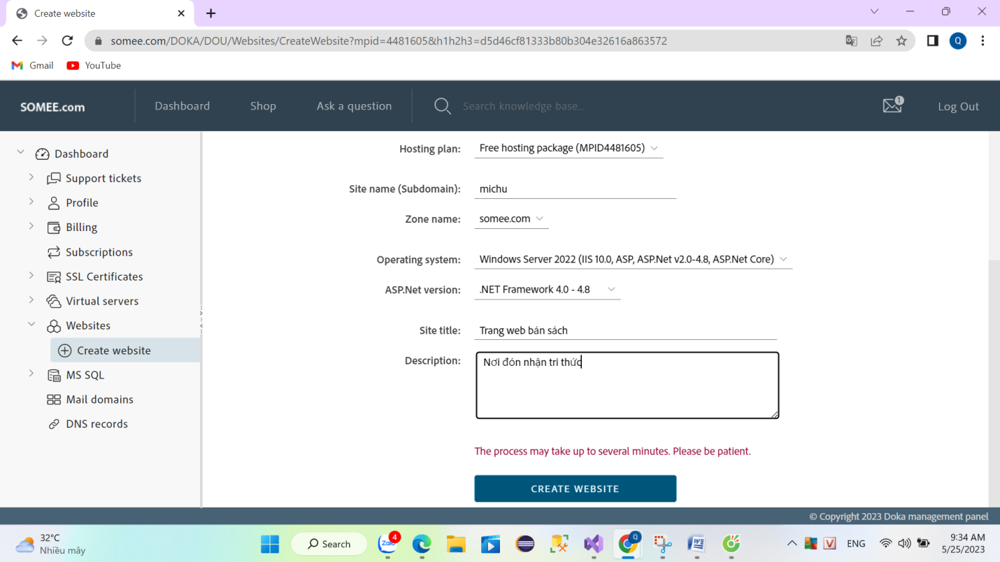 Create website
somee.com/DOKA/DOU/Websites/CreateWebsite?mpid=4481605&h1h2h3=d5d46cf81333b80b304e32616a863572
Q
Gmail
YouTube
SOMEE.com
Dashboard
Shop
Ask a question
Search knowledge base...
1
Log Out
Dashboard
Support tickets
Profile
Billing
Subscriptions
SSL Certificates
Virtual servers
Websites
Create website
MS SQL
Mail domains
DNS records
Hosting plan: Free hosting package (MPID4481605)
Site name (Subdomain): michu
Zone name: somee.com
Operating system: Windows Server 2022 (IIS 10.0, ASP, ASP.Net v2.0-4.8, ASP.Net Core)
ASP.Net version: .NET Framework 4.0 - 4.8
Site title: Trang web bán sách
Description: Nơi đón nhận tri thức
The process may take up to several minutes. Please be patient.
CREATE WEBSITE
© Copyright 2023 Doka management panel
32°C
Nhiều mây
Search
Zalo
4
Q
V
ENG
9:34 AM
5/25/2023